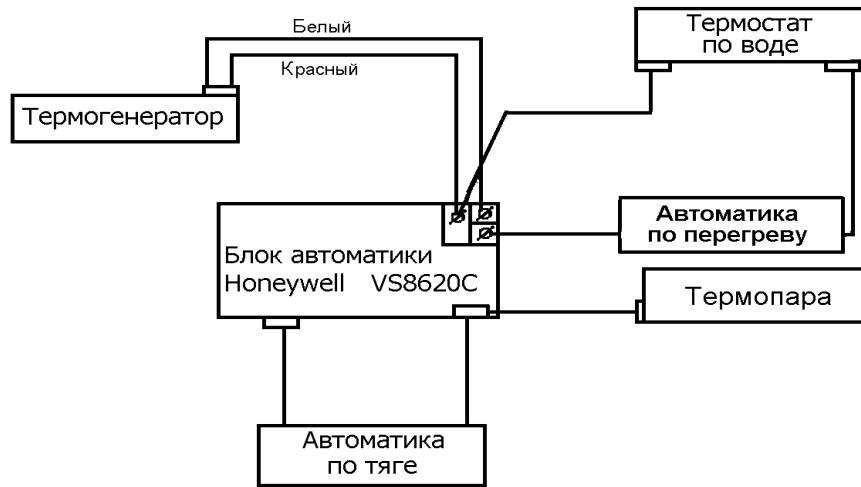 Белый
Красный
Термогенератор
Термостат
по воде
Автоматика
по перегреву
Блок автоматики
Honeywell VS8620C
Термопара
Автоматика
по тяге